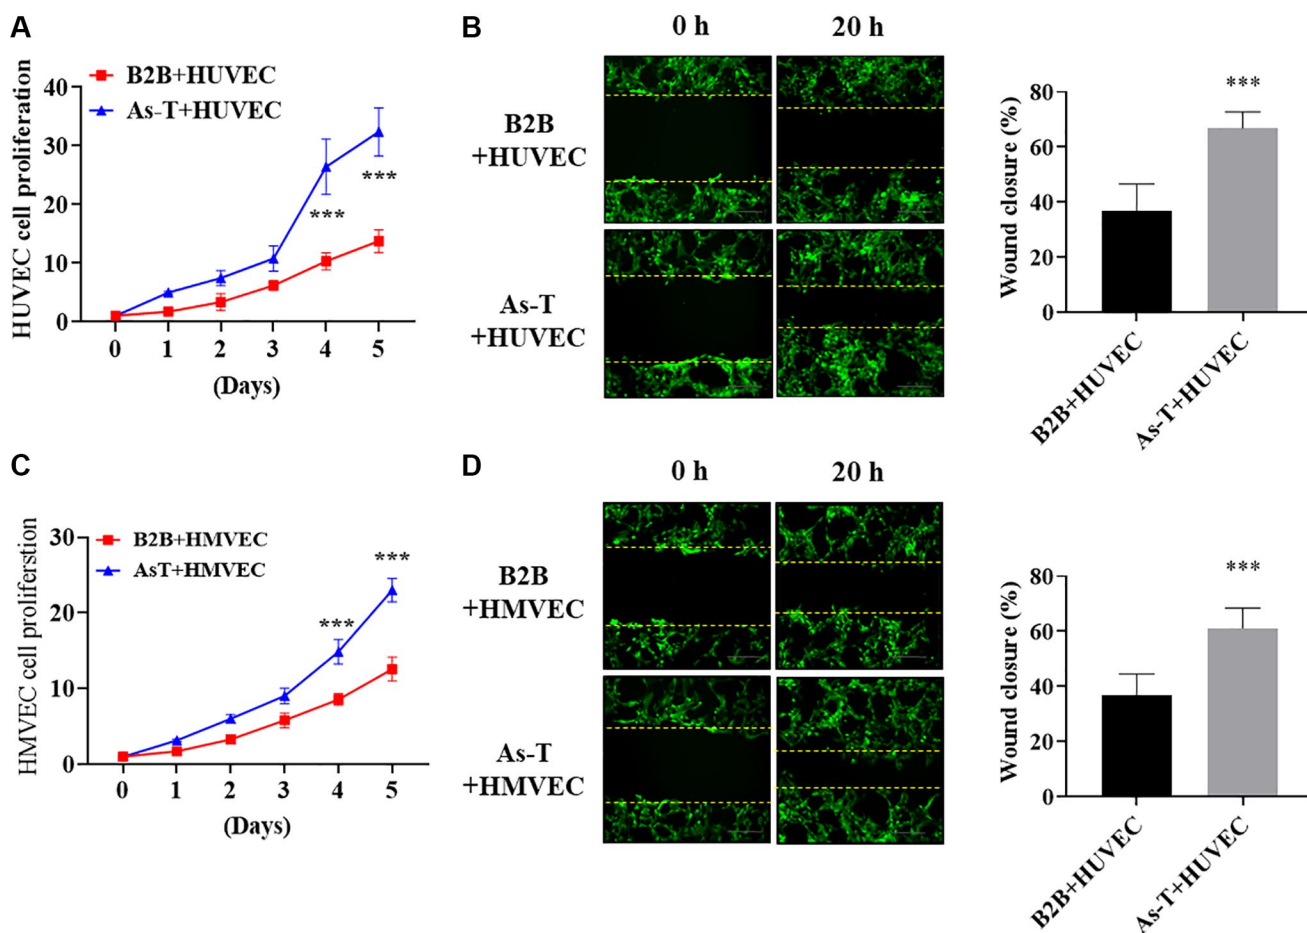 A
B2B+HUVEC
As-T+HUVEC
HUVEC cell proliferation
40
30
20
10
0
***
***
0 1 2 3 4 5
(Days)
B
0 h 20 h
B2B
+HUVEC
As-T
+HUVEC
Wound closure (%)
80
60
40
20
0
***
B2B+HUVEC
As-T+HUVEC
C
B2B+HMVEC
AsT+HMVEC
HMVEC cell proliferstion
30
20
10
0
***
***
0 1 2 3 4 5
(Days)
D
0 h 20 h
B2B
+HMVEC
As-T
+HMVEC
Wound closure (%)
80
60
40
20
0
***
B2B+HUVEC
As-T+HUVEC